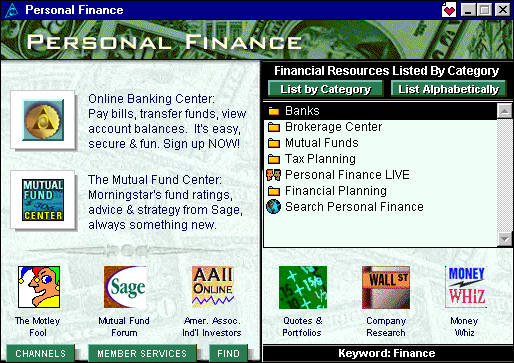 Personal Finance
PERSONAL FINANCE
Online Banking Center:
Pay bills, transfer funds, view
account balances. It's easy,
secure & fun. Sign up NOW!
MUTUAL
FUND
CENTER
The Mutual Fund Center:
Morningstar's fund ratings,
advice & strategy from Sage,
always something new.
Financial Resources Listed By Category
List by Category
List Alphabetically
Banks
Brokerage Center
Mutual Funds
Tax Planning
Personal Finance LIVE
Financial Planning
Search Personal Finance
The Motley
Fool
Sage
Mutual Fund
Forum
AAII
ONLINE
Amer. Assoc.
Ind'l Investors
Quotes &
Portfolios
WALL ST
Company
Research
MONEY
WHIZ
Money
Whiz
CHANNELS
MEMBER SERVICES
FIND
Keyword: Finance